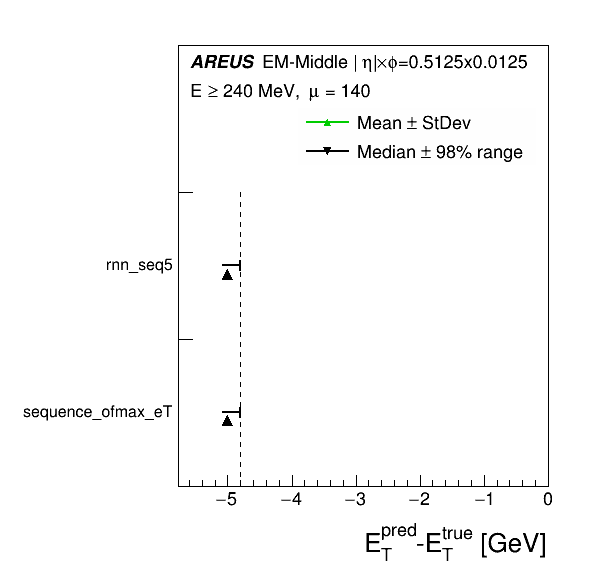 AREUS EM-Middle | η|×φ=0.5125x0.0125
E ≥ 240 MeV, μ = 140
Mean ± StDev
Median ± 98% range
rnn_seq5
sequence_ofmax_eT
−5 −4 −3 −2 −1 0
E_T^pred-E_T^true [GeV]